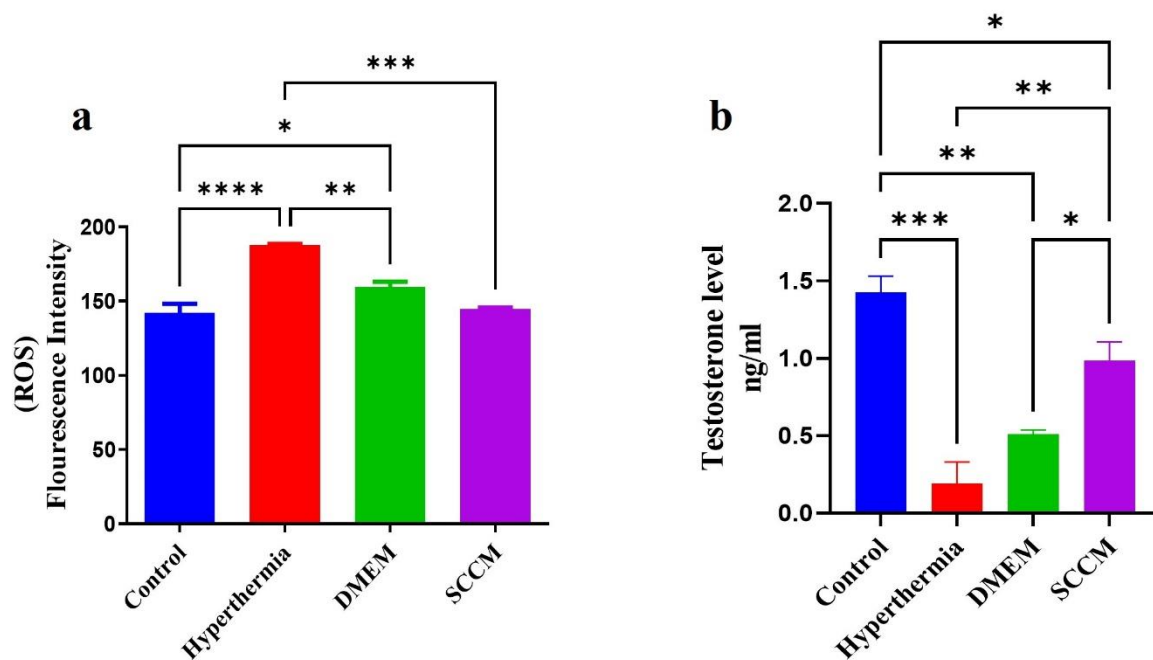 a
***
*
****
**
200
150
100
50
0
(ROS)
Flourescence Intensity
Control
Hyperthermia
DMEM
SCCM
b
*
**
**
***
*
2.0
1.5
1.0
0.5
0.0
Testosterone level
ng/ml
Control
Hyperthermia
DMEM
SCCM